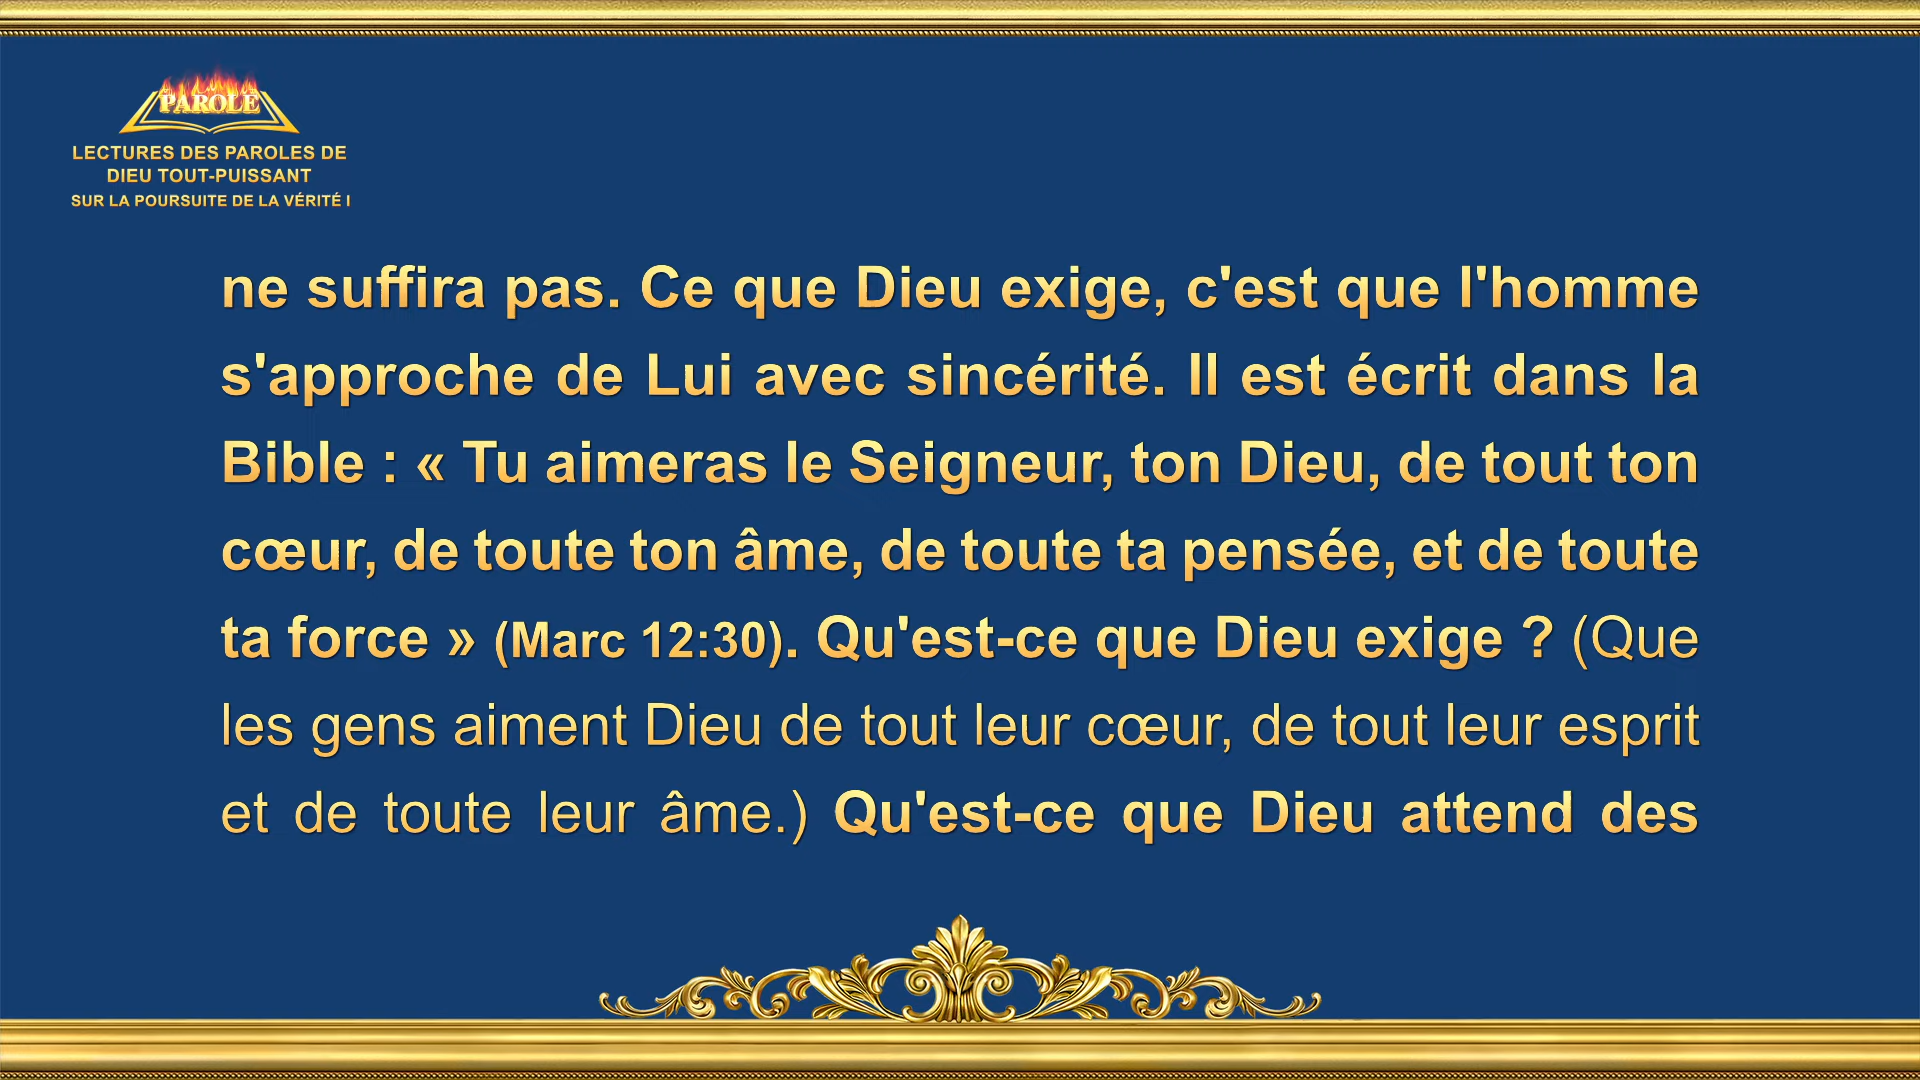 PAROLE
LECTURES DES PAROLES DE
DIEU TOUT-PUISSANT
SUR LA POURSUITE DE LA VÉRITÉ I
ne suffira pas. Ce que Dieu exige, c'est que l'homme
s'approche de Lui avec sincérité. Il est écrit dans la
Bible : « Tu aimeras le Seigneur, ton Dieu, de tout ton
cœur, de toute ton âme, de toute ta pensée, et de toute
ta force » (Marc 12:30). Qu'est-ce que Dieu exige ? (Que
les gens aiment Dieu de tout leur cœur, de tout leur esprit
et de toute leur âme.) Qu'est-ce que Dieu attend des